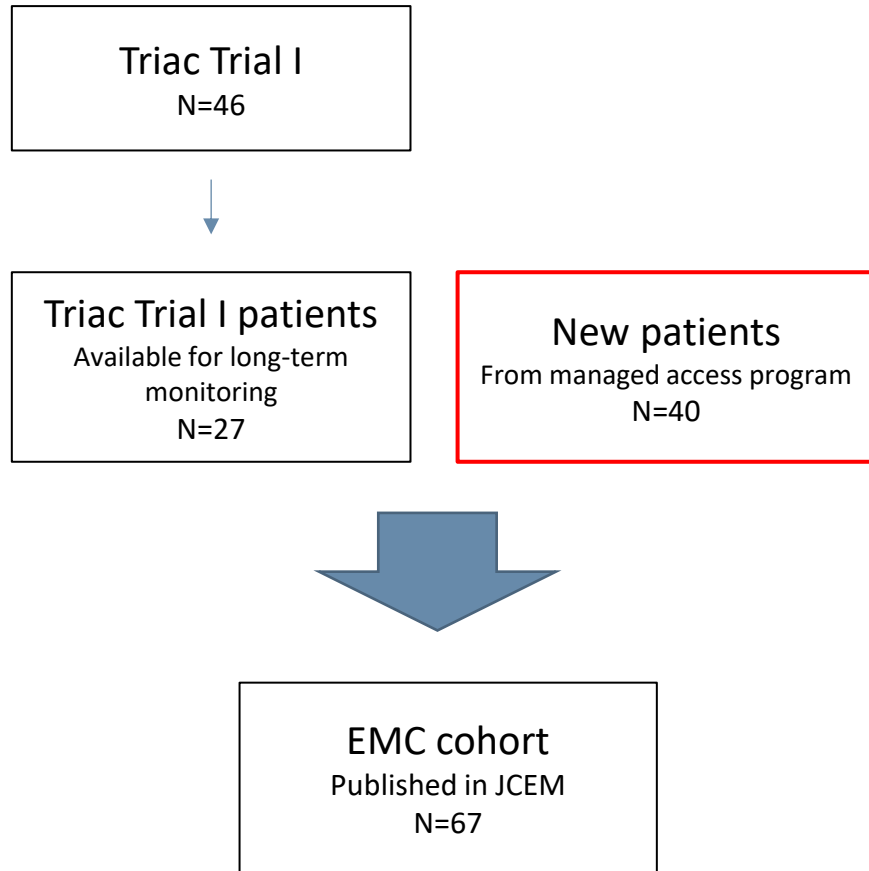 Triac Trial I
N=46
Triac Trial I patients
Available for long-term
monitoring
N=27
New patients
From managed access program
N=40
EMC cohort
Published in JCEM
N=67